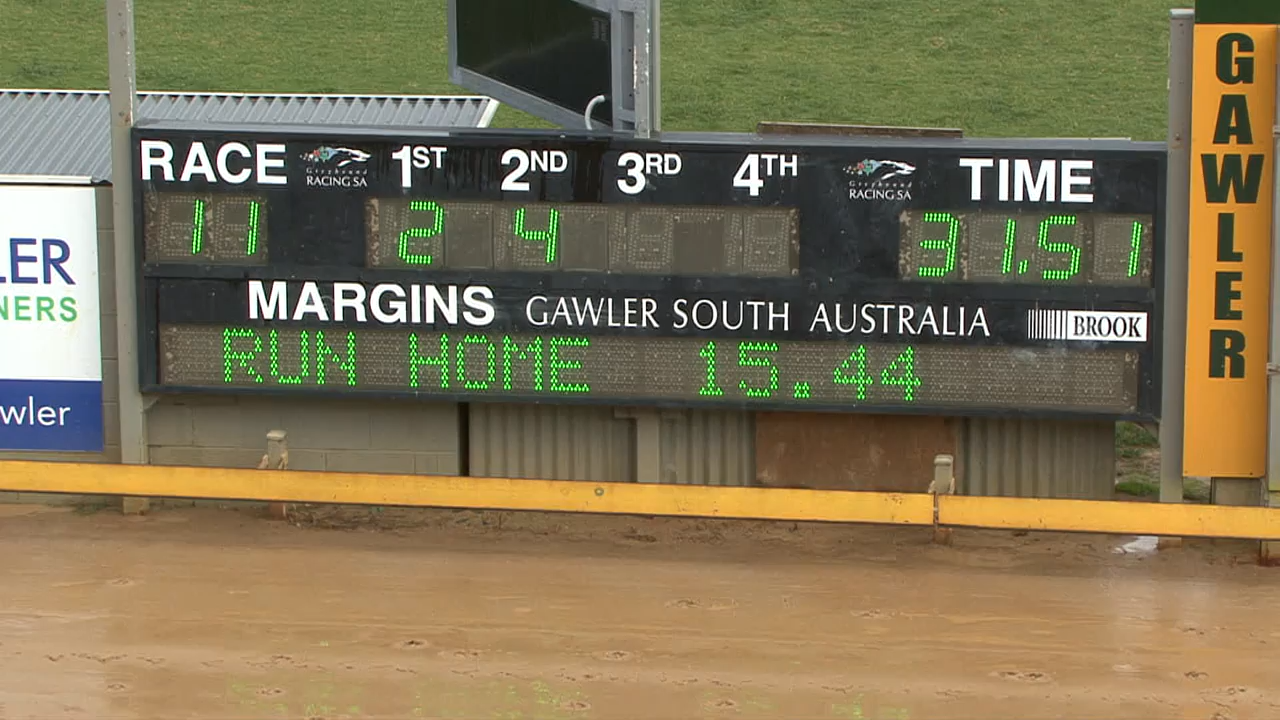 RACE Greyhound RACING SA 1ST 2ND 3RD 4TH Greyhound RACING SA TIME
11 2 4 31.51
MARGINS GAWLER SOUTH AUSTRALIA BROOK
RUN HOME 15.44
GAWLER
LER
NERS
wler